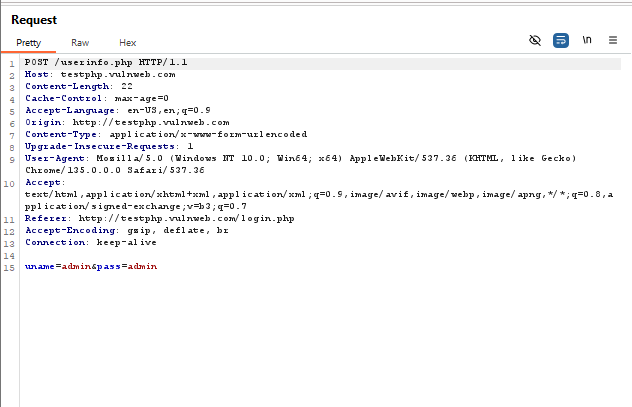 Request
Pretty Raw Hex
\n
1 POST /userinfo.php HTTP/1.1
2 Host: testphp.vulnweb.com
3 Content-Length: 22
4 Cache-Control: max-age=0
5 Accept-Language: en-US,en;q=0.9
6 Origin: http://testphp.vulnweb.com
7 Content-Type: application/x-www-form-urlencoded
8 Upgrade-Insecure-Requests: 1
9 User-Agent: Mozilla/5.0 (Windows NT 10.0; Win64; x64) AppleWebKit/537.36 (KHTML, like Gecko)
Chrome/135.0.0.0 Safari/537.36
10 Accept:
text/html,application/xhtml+xml,application/xml;q=0.9,image/avif,image/webp,image/apng,*/*;q=0.8,a
pplication/signed-exchange;v=b3;q=0.7
11 Referer: http://testphp.vulnweb.com/login.php
12 Accept-Encoding: gzip, deflate, br
13 Connection: keep-alive
14
15 uname=admin&pass=admin